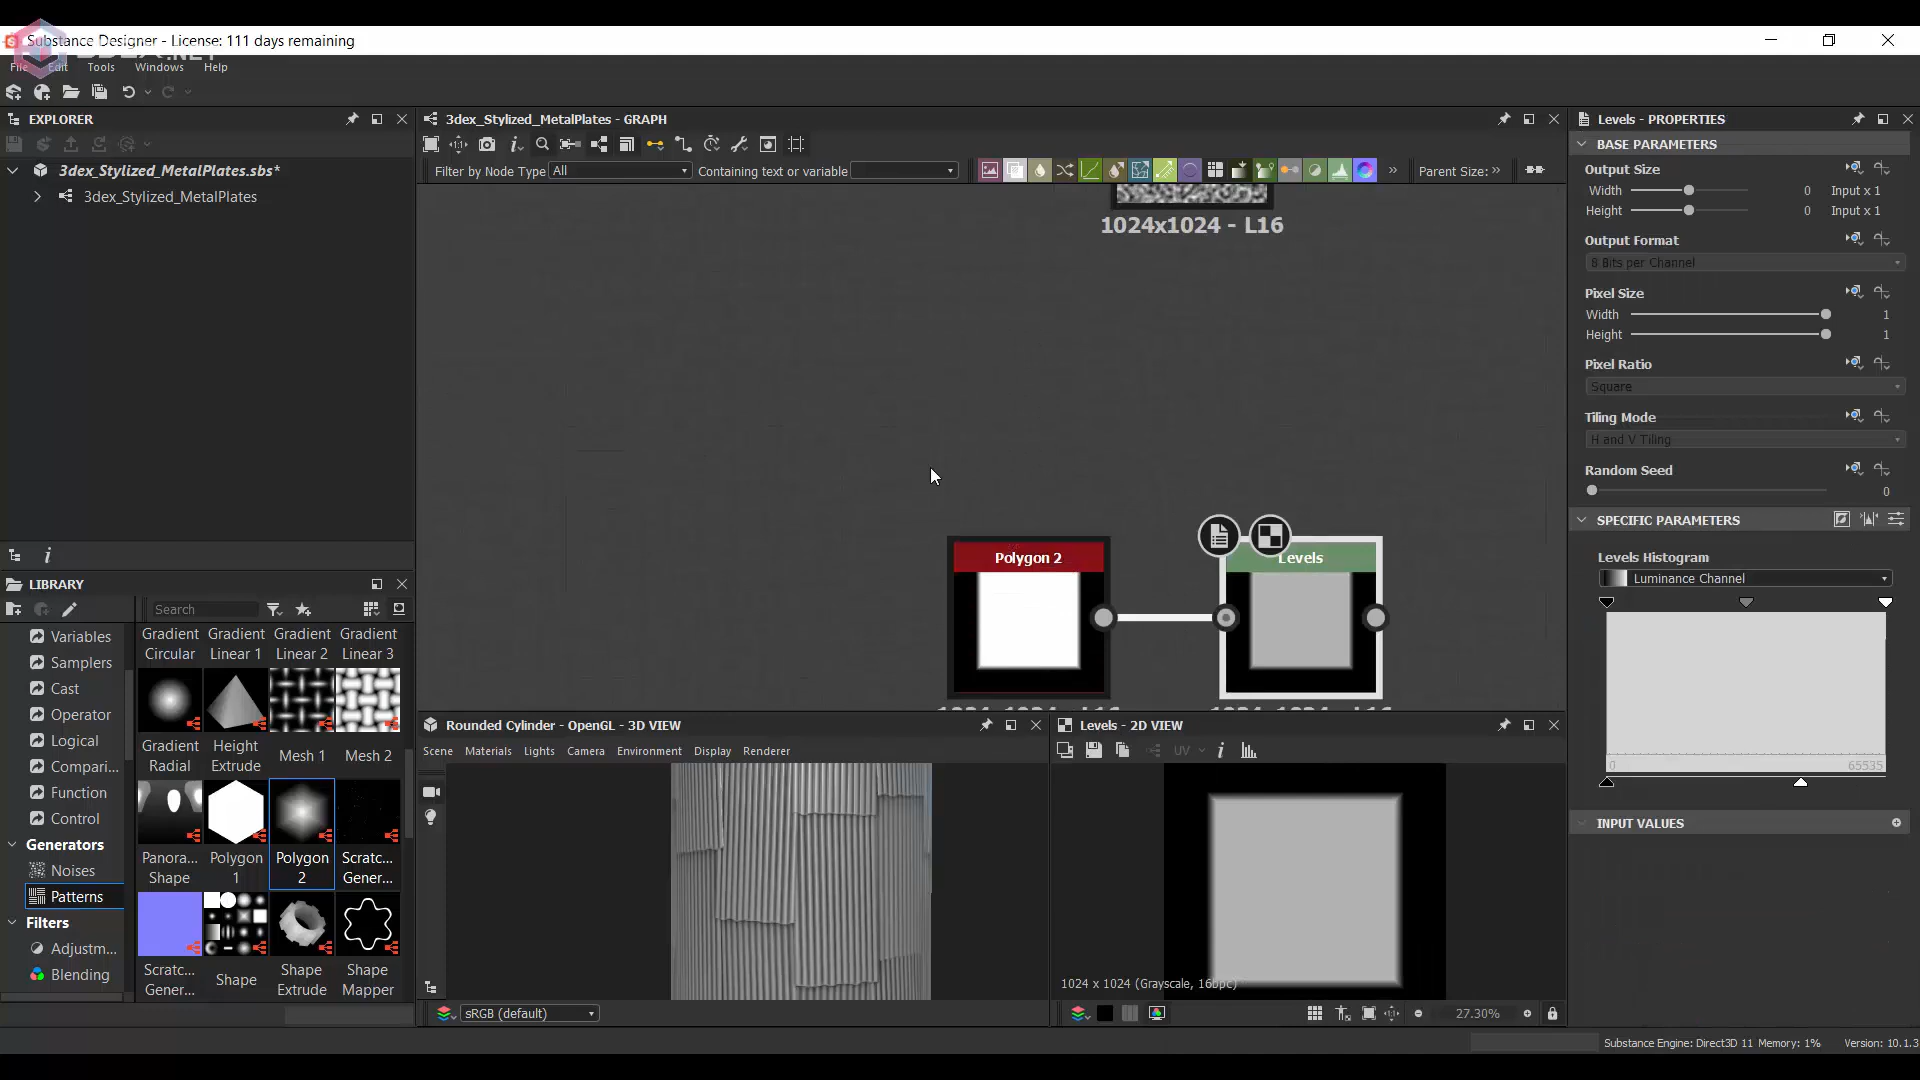 Substance Designer - License: 111 days remaining
File Edit Tools Windows Help
EXPLORER
3dex_Stylized_MetalPlates.sbs*
3dex_Stylized_MetalPlates
3dex_Stylized_MetalPlates - GRAPH
Filter by Node Type All Containing text or variable Parent Size: »
1024x1024 - L16
Polygon 2
Levels
LIBRARY
Search
Variables
Samplers
Cast
Operator
Logical
Compari...
Function
Control
Generators
Noises
Patterns
Filters
Adjustm...
Blending
Gradient Circular
Gradient Linear 1
Gradient Linear 2
Gradient Linear 3
Gradient Radial
Height Extrude
Mesh 1
Mesh 2
Panora... Shape
Polygon 1
Polygon 2
Scratc... Gener...
Scratc... Gener...
Shape
Shape Extrude
Shape Mapper
Rounded Cylinder - OpenGL - 3D VIEW
Scene Materials Lights Camera Environment Display Renderer
sRGB (default)
Levels - 2D VIEW
UV
1024 x 1024 (Grayscale, 16bpc)
27.30%
Levels - PROPERTIES
BASE PARAMETERS
Output Size
Width 0 Input x 1
Height 0 Input x 1
Output Format
8 Bits per Channel
Pixel Size
Width 1
Height 1
Pixel Ratio
Square
Tiling Mode
H and V Tiling
Random Seed
0
SPECIFIC PARAMETERS
Levels Histogram
Luminance Channel
0 65535
INPUT VALUES
Substance Engine: Direct3D 11 Memory: 1% Version: 10.1.3